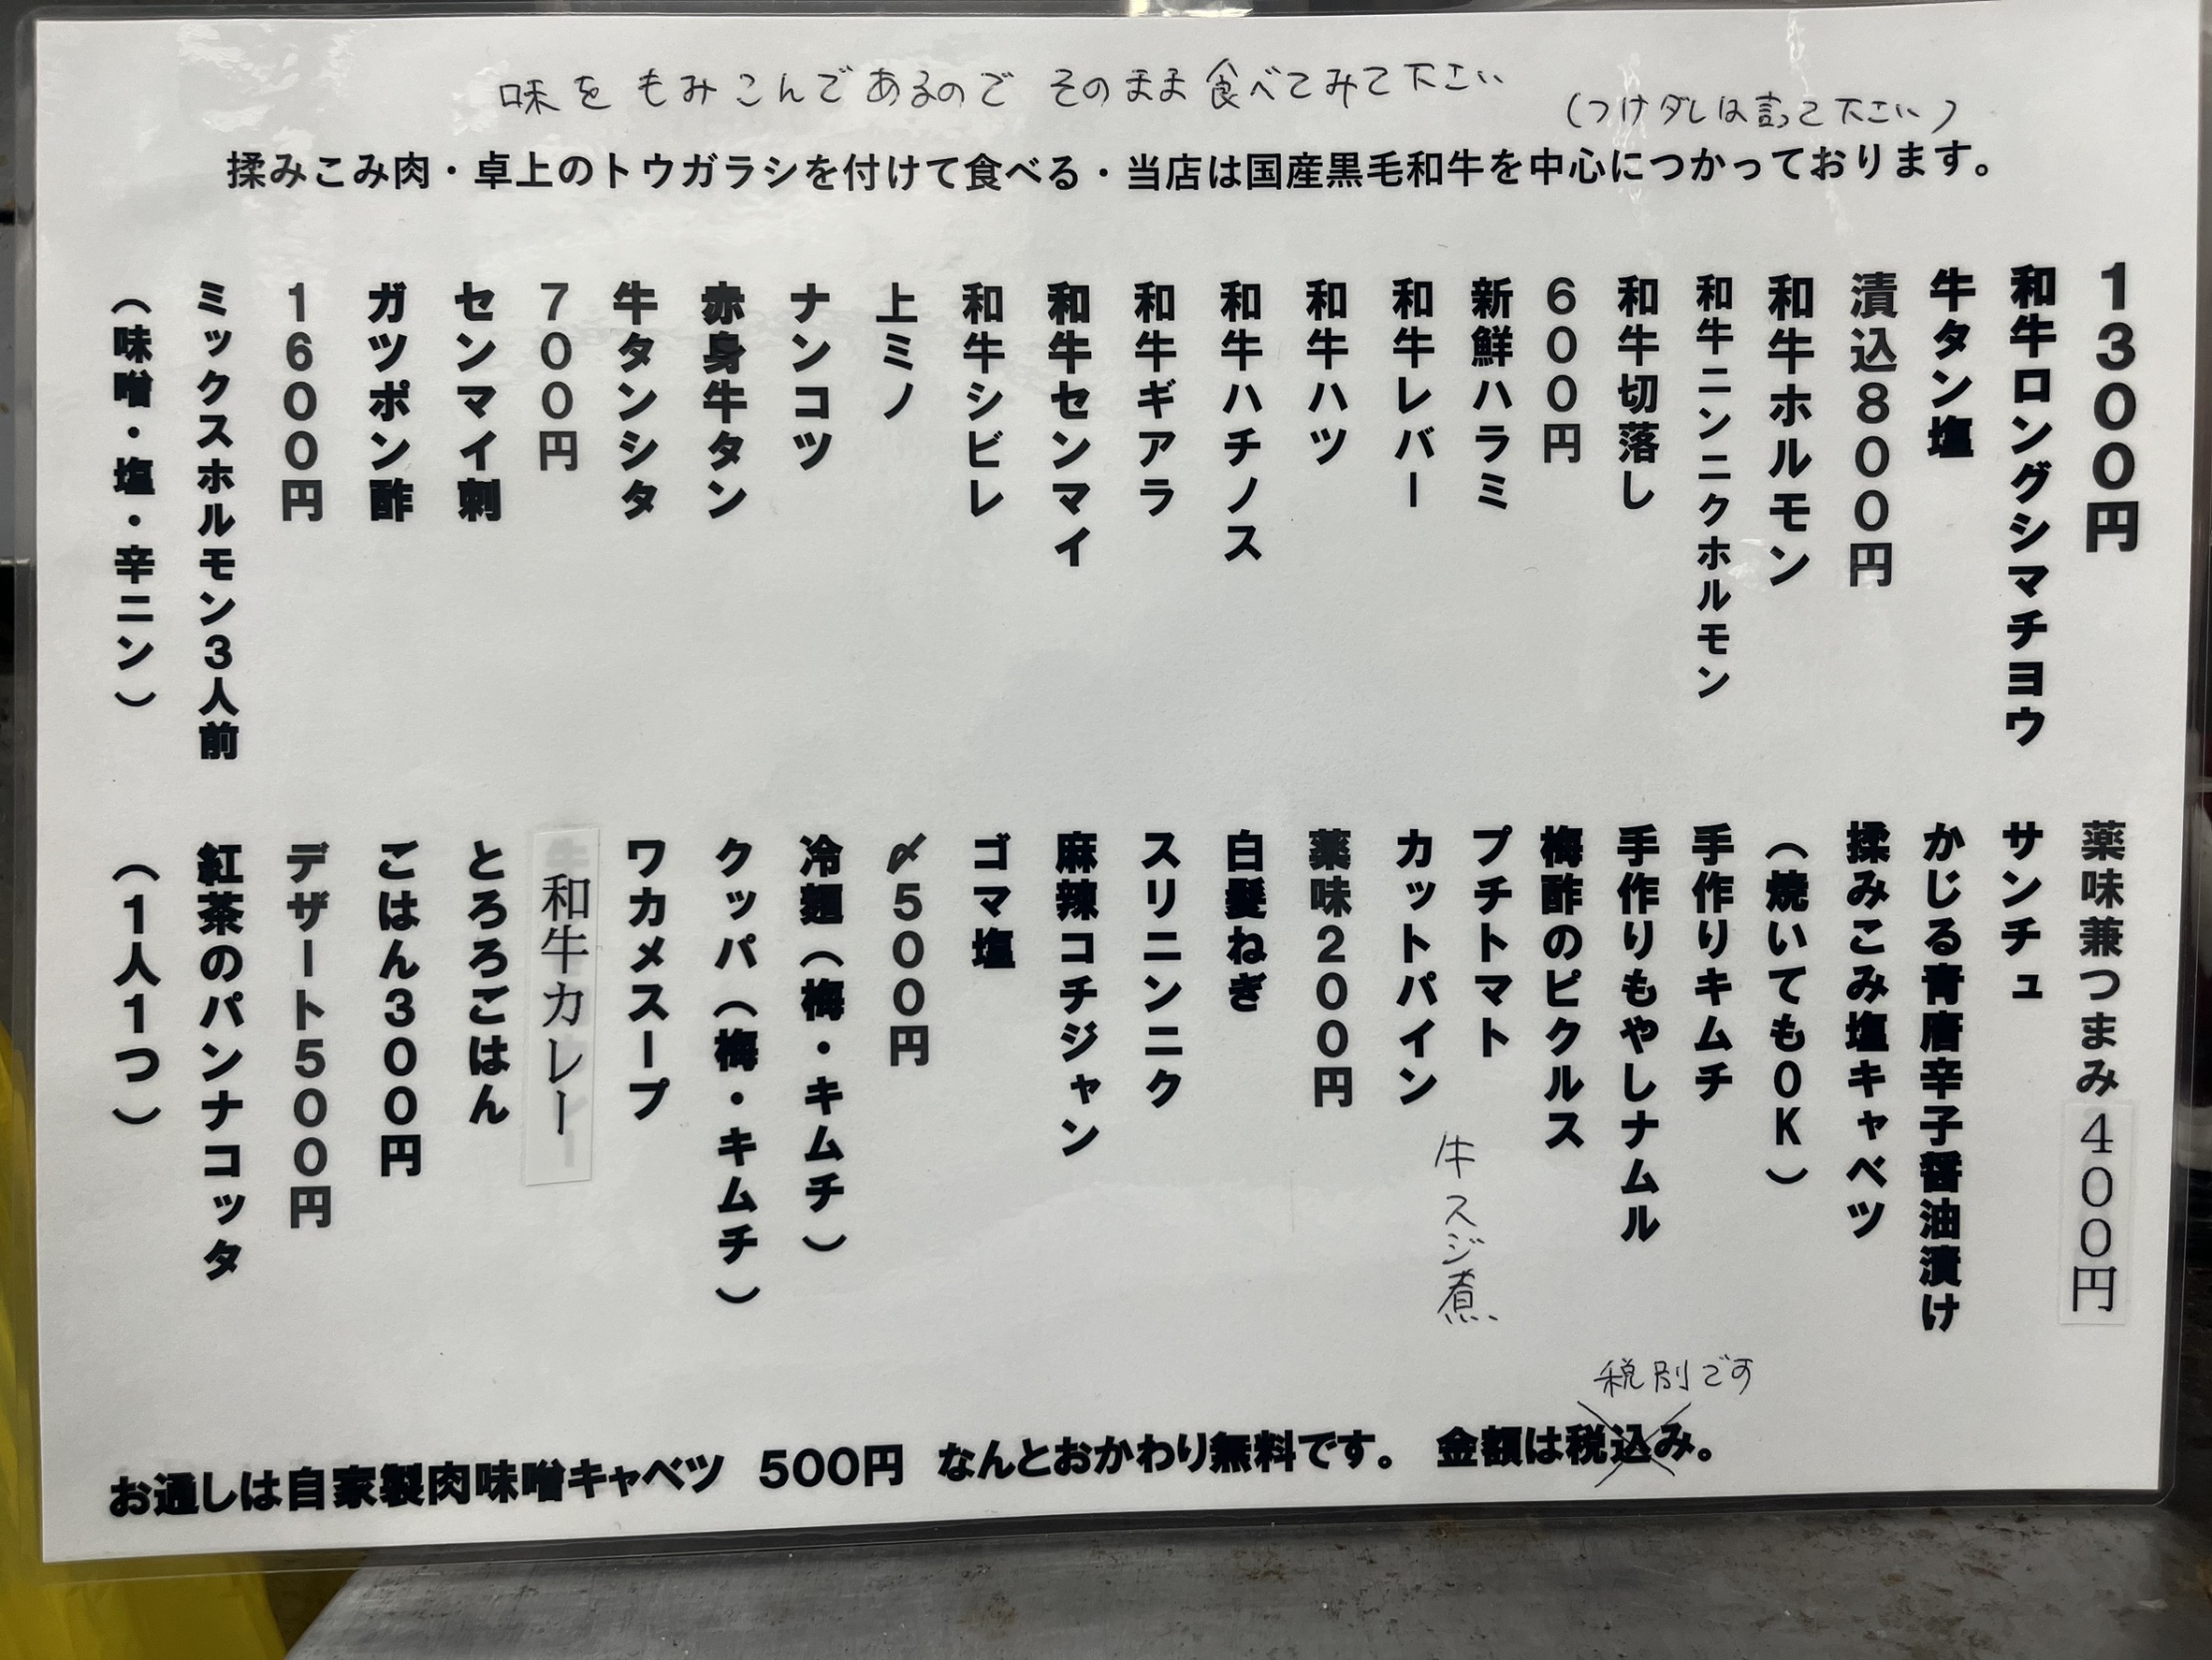 味をもみこんであるので そのまま食べてみて下さい
(つけダレは言って下さい)
揉みこみ肉・卓上のトウガラシを付けて食べる・当店は国産黒毛和牛を中心につかっております。
1300円
和牛ロングシマチヨウ
牛タン塩
漬込800円
和牛ホルモン
和牛ニンニクホルモン
和牛切落し
600円
新鮮ハラミ
和牛レバー
和牛ハツ
和牛ハチノス
和牛ギアラ
和牛センマイ
和牛シビレ
上ミノ
ナンコツ
赤身牛タン
牛タンシタ
700円
センマイ刺
ガツポン酢
1600円
ミックスホルモン3人前
(味噌・塩・辛ニン)
薬味兼つまみ400円
サンチュ
かじる青唐辛子醤油漬け
揉みこみ塩キャベツ
(焼いてもOK)
手作りキムチ
手作りもやしナムル
梅酢のピクルス
プチトマト
カットパイン
牛スジ煮
薬味200円
白髪ねぎ
スリニンニク
麻辣コチジャン
ゴマ塩
〆500円
冷麺(梅・キムチ)
クッパ(梅・キムチ)
ワカメスープ
和牛カレー
とろろごはん
ごはん300円
デザート500円
紅茶のパンナコッタ
(1人1つ)
税別です
お通しは自家製肉味噌キャベツ 500円 なんとおかわり無料です。 金額は税込み。